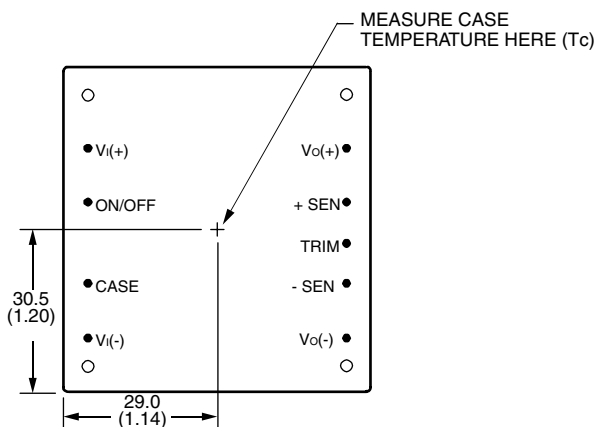 MEASURE CASE
TEMPERATURE HERE (Tc)
VI(+)
VO(+)
ON/OFF
+ SEN
TRIM
CASE
- SEN
30.5
(1.20)
VI(-)
VO(-)
29.0
(1.14)